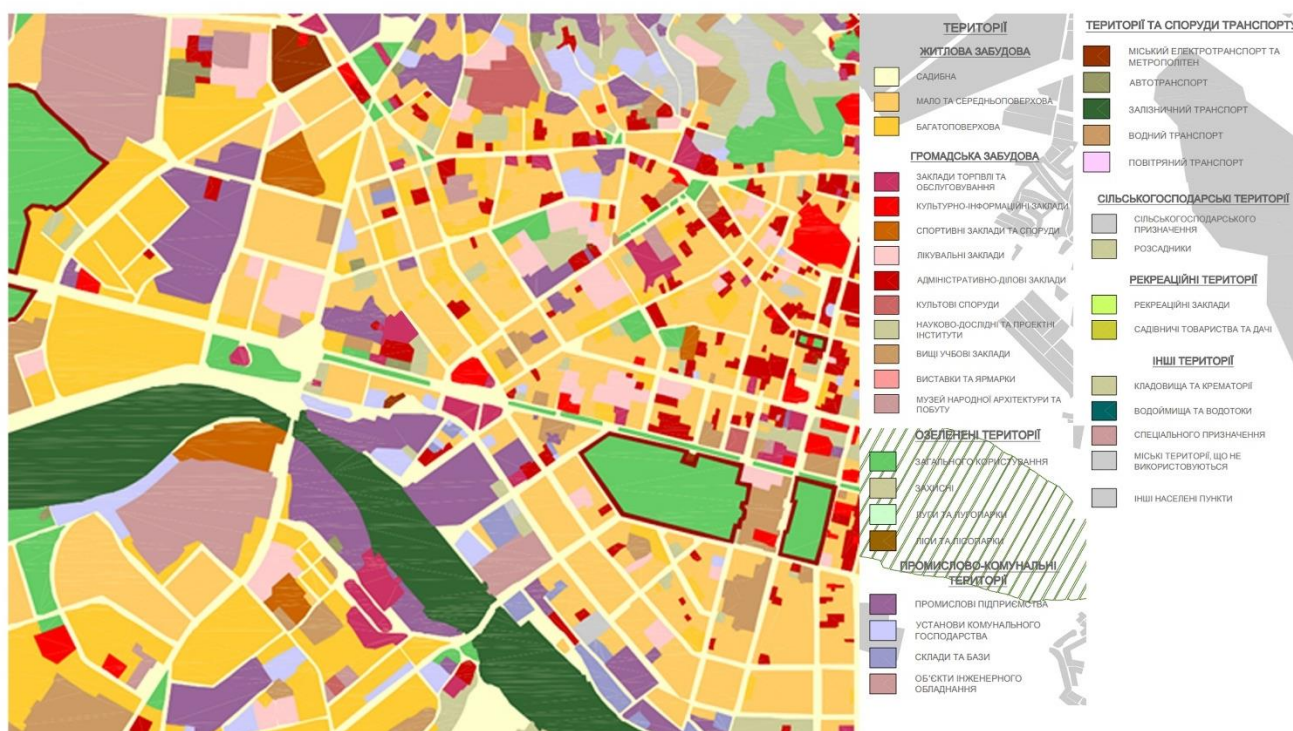 ТЕРИТОРІЇ
ЖИТЛОВА ЗАБУДОВА
САДИБНА
МАЛО ТА СЕРЕДНЬОПОВЕРХОВА
БАГАТОПОВЕРХОВА
ГРОМАДСЬКА ЗАБУДОВА
ЗАКЛАДИ ТОРГІВЛІ ТА
ОБСЛУГОВУВАННЯ
КУЛЬТУРНО-ІНФОРМАЦІЙНІ ЗАКЛАДИ
СПОРТИВНІ ЗАКЛАДИ ТА СПОРУДИ
ЛІКУВАЛЬНІ ЗАКЛАДИ
АДМІНІСТРАТИВНО-ДІЛОВІ ЗАКЛАДИ
КУЛЬТОВІ СПОРУДИ
НАУКОВО-ДОСЛІДНІ ТА ПРОЕКТНІ
ІНСТИТУТИ
ВИЩІ УЧБОВІ ЗАКЛАДИ
ВИСТАВКИ ТА ЯРМАРКИ
МУЗЕЙ НАРОДНОЇ АРХІТЕКТУРИ ТА
ПОБУТУ
ОЗЕЛЕНЕНІ ТЕРИТОРІЇ
ЗАГАЛЬНОГО КОРИСТУВАННЯ
ЗАХИСНІ
ЛУГИ ТА ЛУГОПАРКИ
ЛІСИ ТА ЛІСОПАРКИ
ПРОМИСЛОВО-КОМУНАЛЬНІ
ТЕРИТОРІЇ
ПРОМИСЛОВІ ПІДПРИЄМСТВА
УСТАНОВИ КОМУНАЛЬНОГО
ГОСПОДАРСТВА
СКЛАДИ ТА БАЗИ
ОБ'ЄКТИ ІНЖЕНЕРНОГО
ОБЛАДНАННЯ
ТЕРИТОРІЇ ТА СПОРУДИ ТРАНСПОРТУ
МІСЬКИЙ ЕЛЕКТРОТРАНСПОРТ ТА
МЕТРОПОЛІТЕН
АВТОТРАНСПОРТ
ЗАЛІЗНИЧНИЙ ТРАНСПОРТ
ВОДНИЙ ТРАНСПОРТ
ПОВІТРЯНИЙ ТРАНСПОРТ
СІЛЬСЬКОГОСПОДАРСЬКІ ТЕРИТОРІЇ
СІЛЬСЬКОГОСПОДАРСЬКОГО
ПРИЗНАЧЕННЯ
РОЗСАДНИКИ
РЕКРЕАЦІЙНІ ТЕРИТОРІЇ
РЕКРЕАЦІЙНІ ЗАКЛАДИ
САДІВНИЧІ ТОВАРИСТВА ТА ДАЧІ
ІНШІ ТЕРИТОРІЇ
КЛАДОВИЩА ТА КРЕМАТОРІЇ
ВОДОЙМИЩА ТА ВОДОТОКИ
СПЕЦІАЛЬНОГО ПРИЗНАЧЕННЯ
МІСЬКІ ТЕРИТОРІЇ, ЩО НЕ
ВИКОРИСТОВУЮТЬСЯ
ІНШІ НАСЕЛЕНІ ПУНКТИ